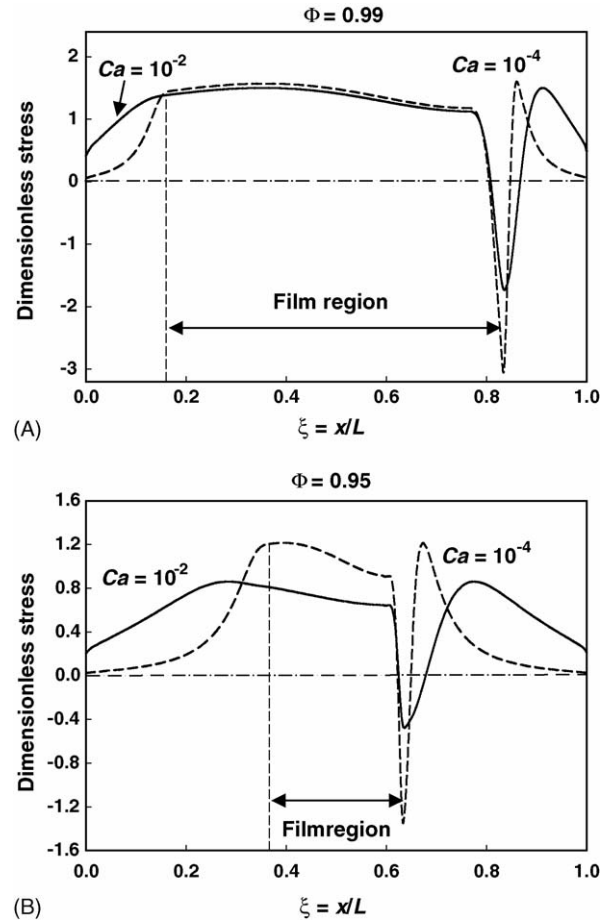 Φ = 0.99
2
1
0
-1
-2
-3
Dimensionless stress
Ca = 10⁻²
Ca = 10⁻⁴
Film region
0.0 0.2 0.4 0.6 0.8 1.0
(A)
ξ = x/L
Φ = 0.95
1.6
1.2
0.8
0.4
0.0
-0.4
-0.8
-1.2
-1.6
Dimensionless stress
Ca = 10⁻²
Ca = 10⁻⁴
Filmregion
0.0 0.2 0.4 0.6 0.8 1.0
(B)
ξ = x/L